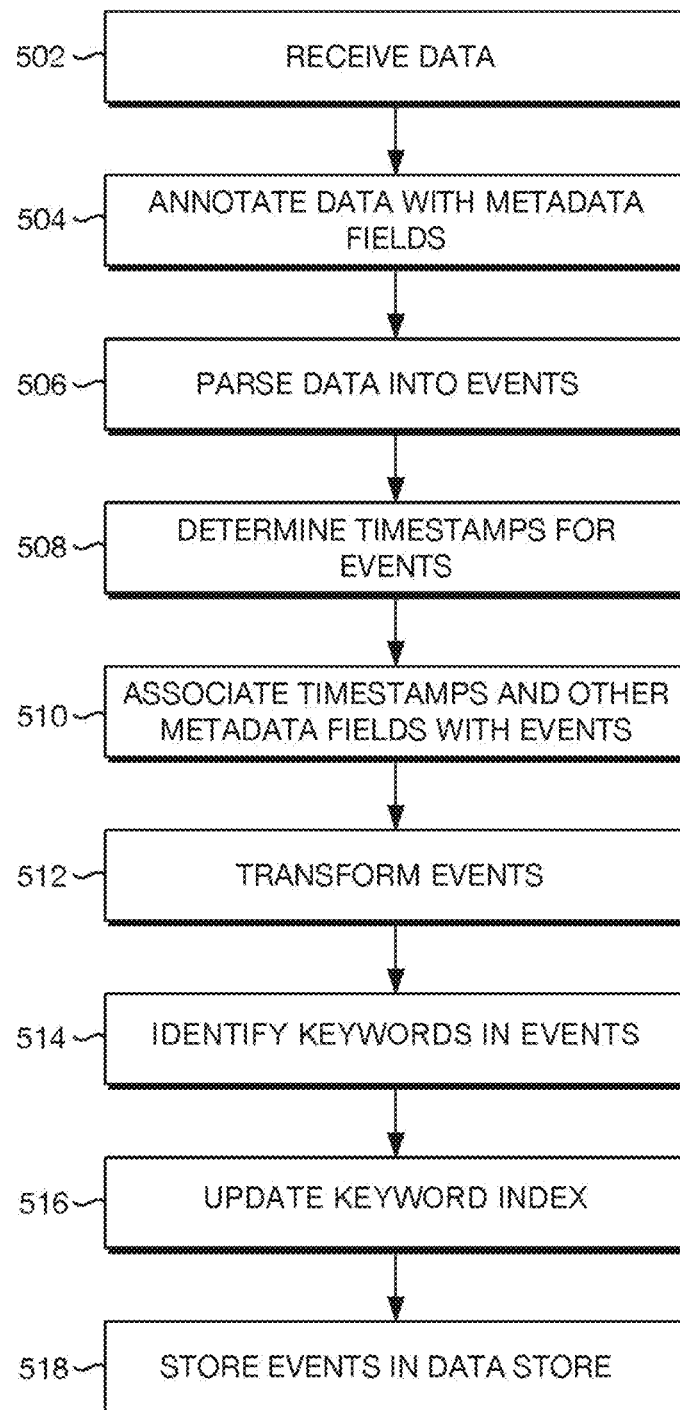 502
RECEIVE DATA
504
ANNOTATE DATA WITH METADATA
FIELDS
506
PARSE DATA INTO EVENTS
508
DETERMINE TIMESTAMPS FOR
EVENTS
510
ASSOCIATE TIMESTAMPS AND OTHER
METADATA FIELDS WITH EVENTS
512
TRANSFORM EVENTS
514
IDENTIFY KEYWORDS IN EVENTS
516
UPDATE KEYWORD INDEX
518
STORE EVENTS IN DATA STORE